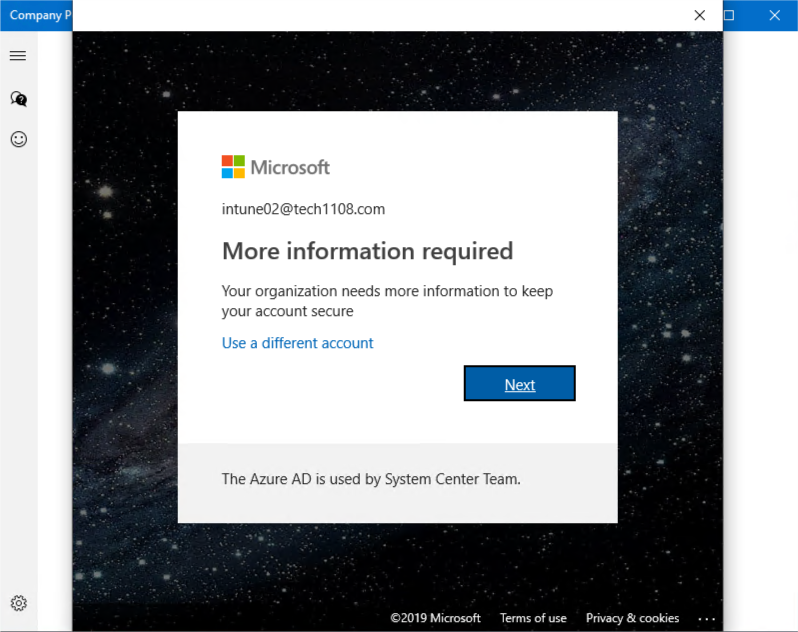 Company P
Microsoft
intune02@tech1108.com
More information required
Your organization needs more information to keep
your account secure
Use a different account
Next
The Azure AD is used by System Center Team.
©2019 Microsoft Terms of use Privacy & cookies ...